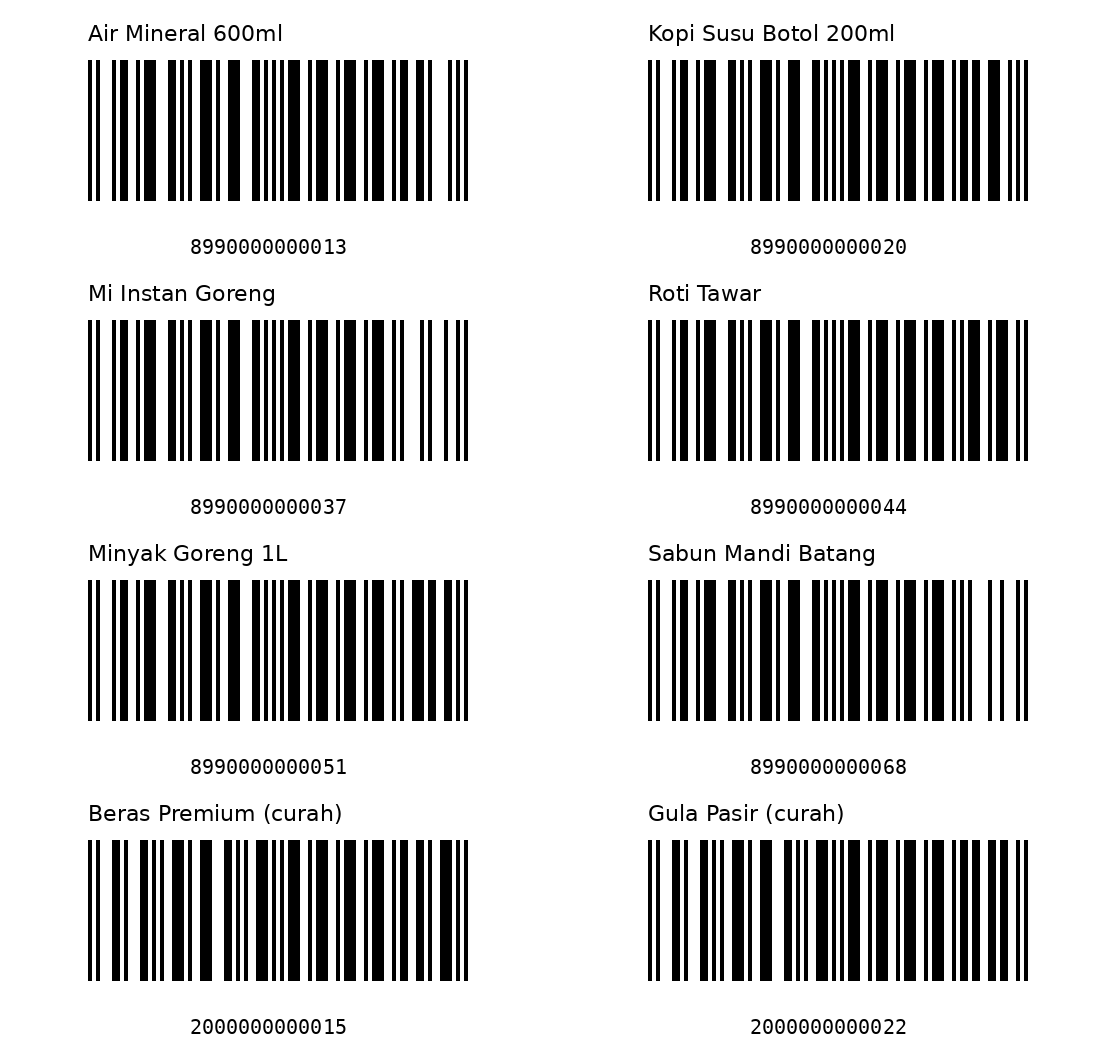 Air Mineral 600ml
Kopi Susu Botol 200ml
8990000000013
8990000000020
Mi Instan Goreng
Roti Tawar
8990000000037
8990000000044
Minyak Goreng 1L
Sabun Mandi Batang
8990000000051
8990000000068
Beras Premium (curah)
Gula Pasir (curah)
2000000000015
2000000000022